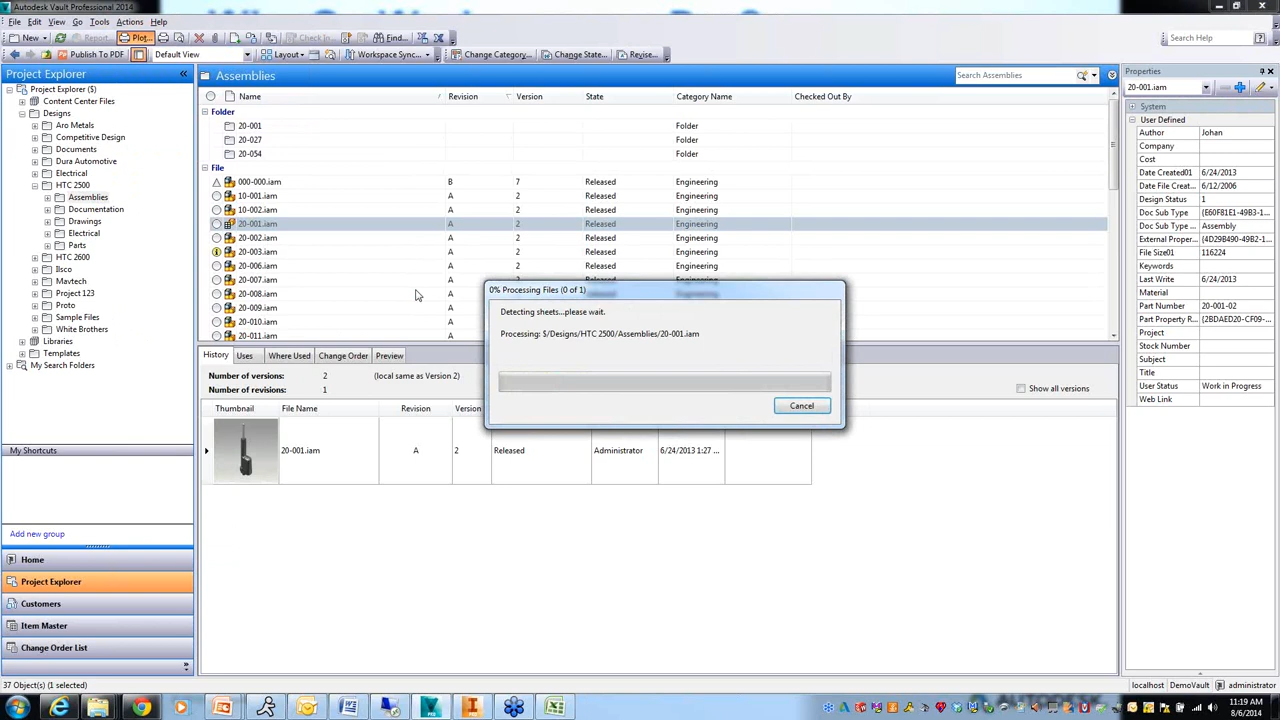 Autodesk Vault Professional 2014
File Edit View Go Tools Actions Help
New Report... Plot... Check In... Find... Search Help
Publish To PDF Default View Layout Workspace Sync... Change Category... Change State... Revise...
Project Explorer
Project Explorer ($)
Content Center Files
Designs
Aro Metals
Competitive Design
Documents
Dura Automotive
Electrical
HTC 2500
Assemblies
Documentation
Drawings
Electrical
Parts
HTC 2600
Ilsco
Mavtech
Project 123
Proto
Sample Files
White Brothers
Libraries
Templates
My Search Folders
My Shortcuts
Add new group
Home
Project Explorer
Customers
Item Master
Change Order List
Assemblies Search Assemblies
Name Revision Version State Category Name Checked Out By
Folder
20-001 Folder
20-027 Folder
20-054 Folder
File
000-000.iam B 7 Released Engineering
10-001.iam A 2 Released Engineering
10-002.iam A 2 Released Engineering
20-001.iam A 2 Released Engineering
20-002.iam A 2 Released Engineering
20-003.iam A 2 Released Engineering
20-006.iam A 2 Released Engineering
20-007.iam A
20-008.iam A
20-009.iam A
20-010.iam A
20-011.iam A
0% Processing Files (0 of 1)
Detecting sheets...please wait.
Processing: $/Designs/HTC 2500/Assemblies/20-001.iam
Cancel
History Uses Where Used Change Order Preview
Number of versions: 2 (local same as Version 2)
Number of revisions: 1
Show all versions
Thumbnail File Name Revision Version
20-001.iam A 2 Released Administrator 6/24/2013 1:27 ...
Properties
20-001.iam
System
User Defined
Author Johan
Company
Cost
Date Created01 6/24/2013
Date File Creat... 6/12/2006
Design Status 1
Doc Sub Type {E60F81E1-49B3-1...
Doc Sub Type ... Assembly
External Proper... {4D29B490-49B2-1...
File Size01 116224
Keywords
Last Write 6/24/2013
Material
Part Number 20-001-02
Part Property R... {2BDAED20-CF09-...
Project
Stock Number
Subject
Title
User Status Work in Progress
Web Link
37 Object(s) (1 selected) localhost DemoVault administrator
11:19 AM
8/6/2014